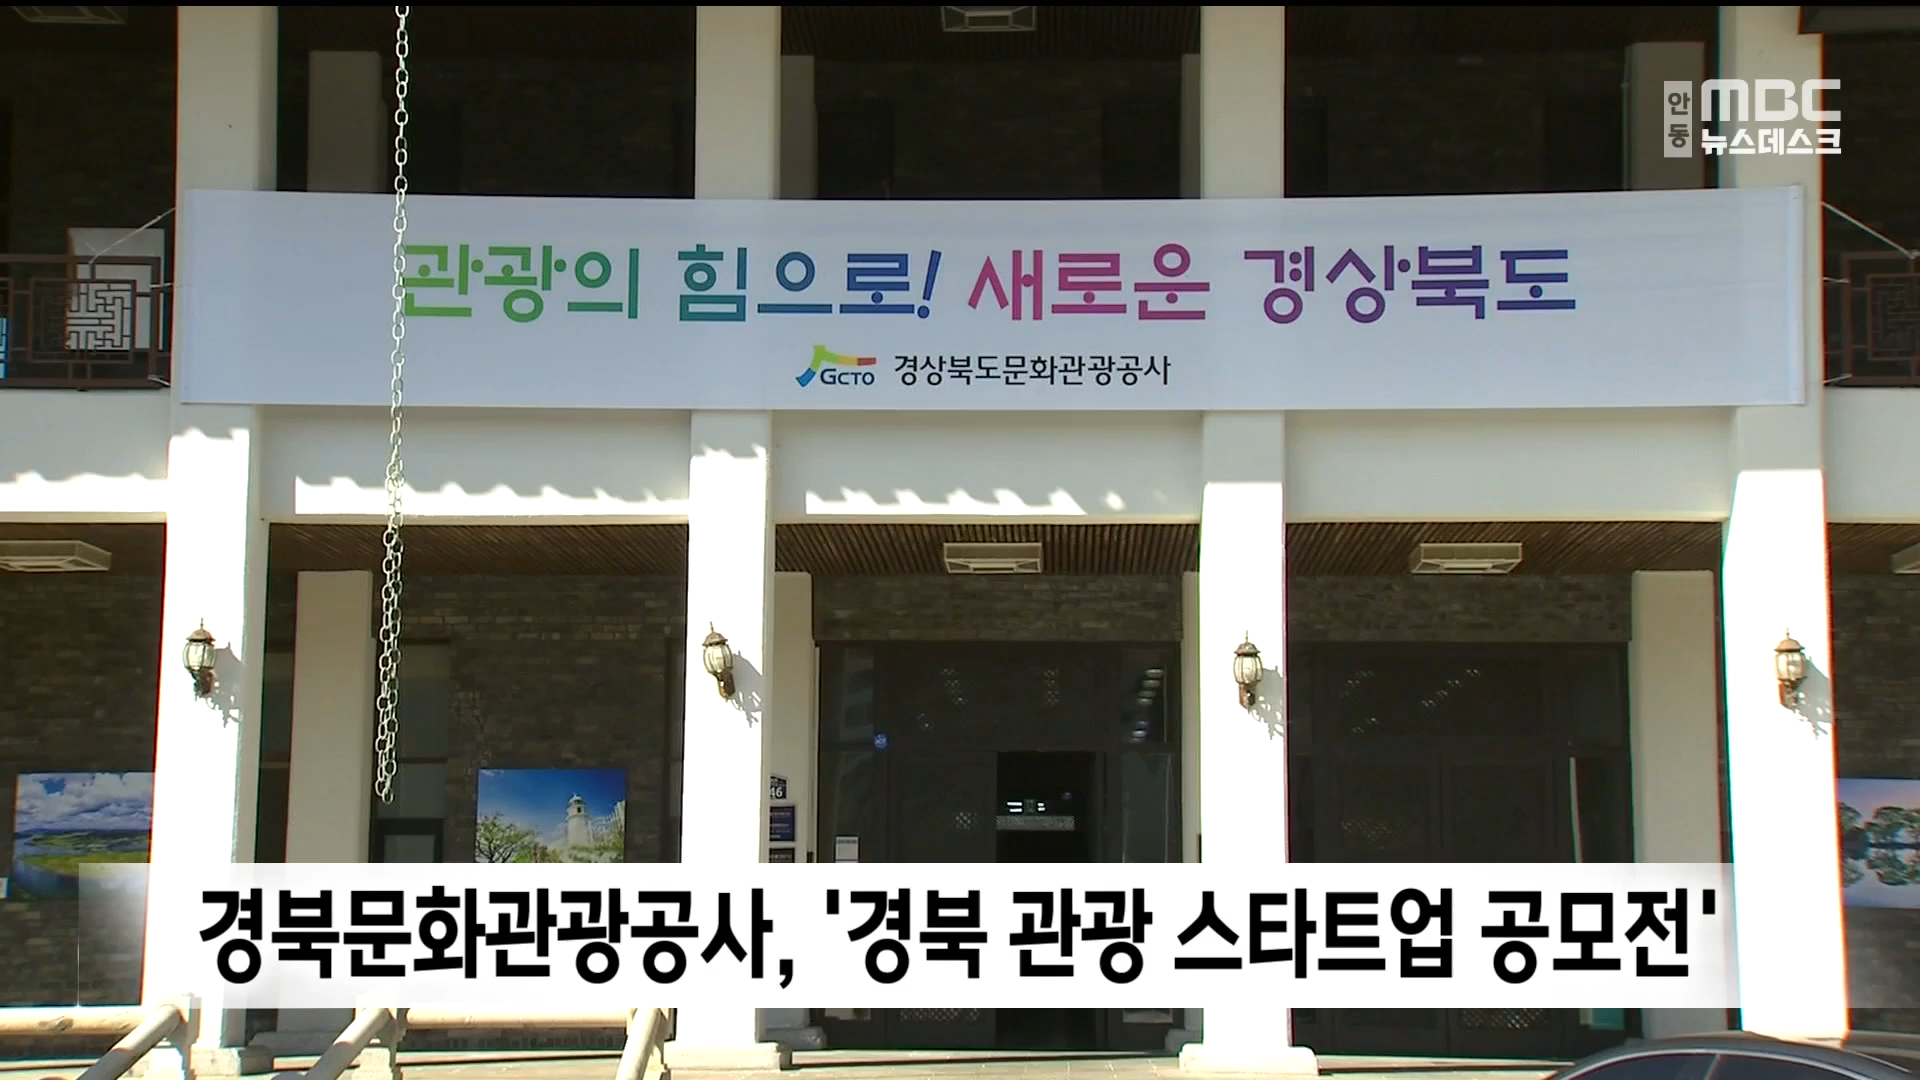 안동 MBC
뉴스데스크
관광의 힘으로! 새로운 경상북도
GCTO 경상북도문화관광공사
46
경북문화관광공사, '경북 관광 스타트업 공모전'